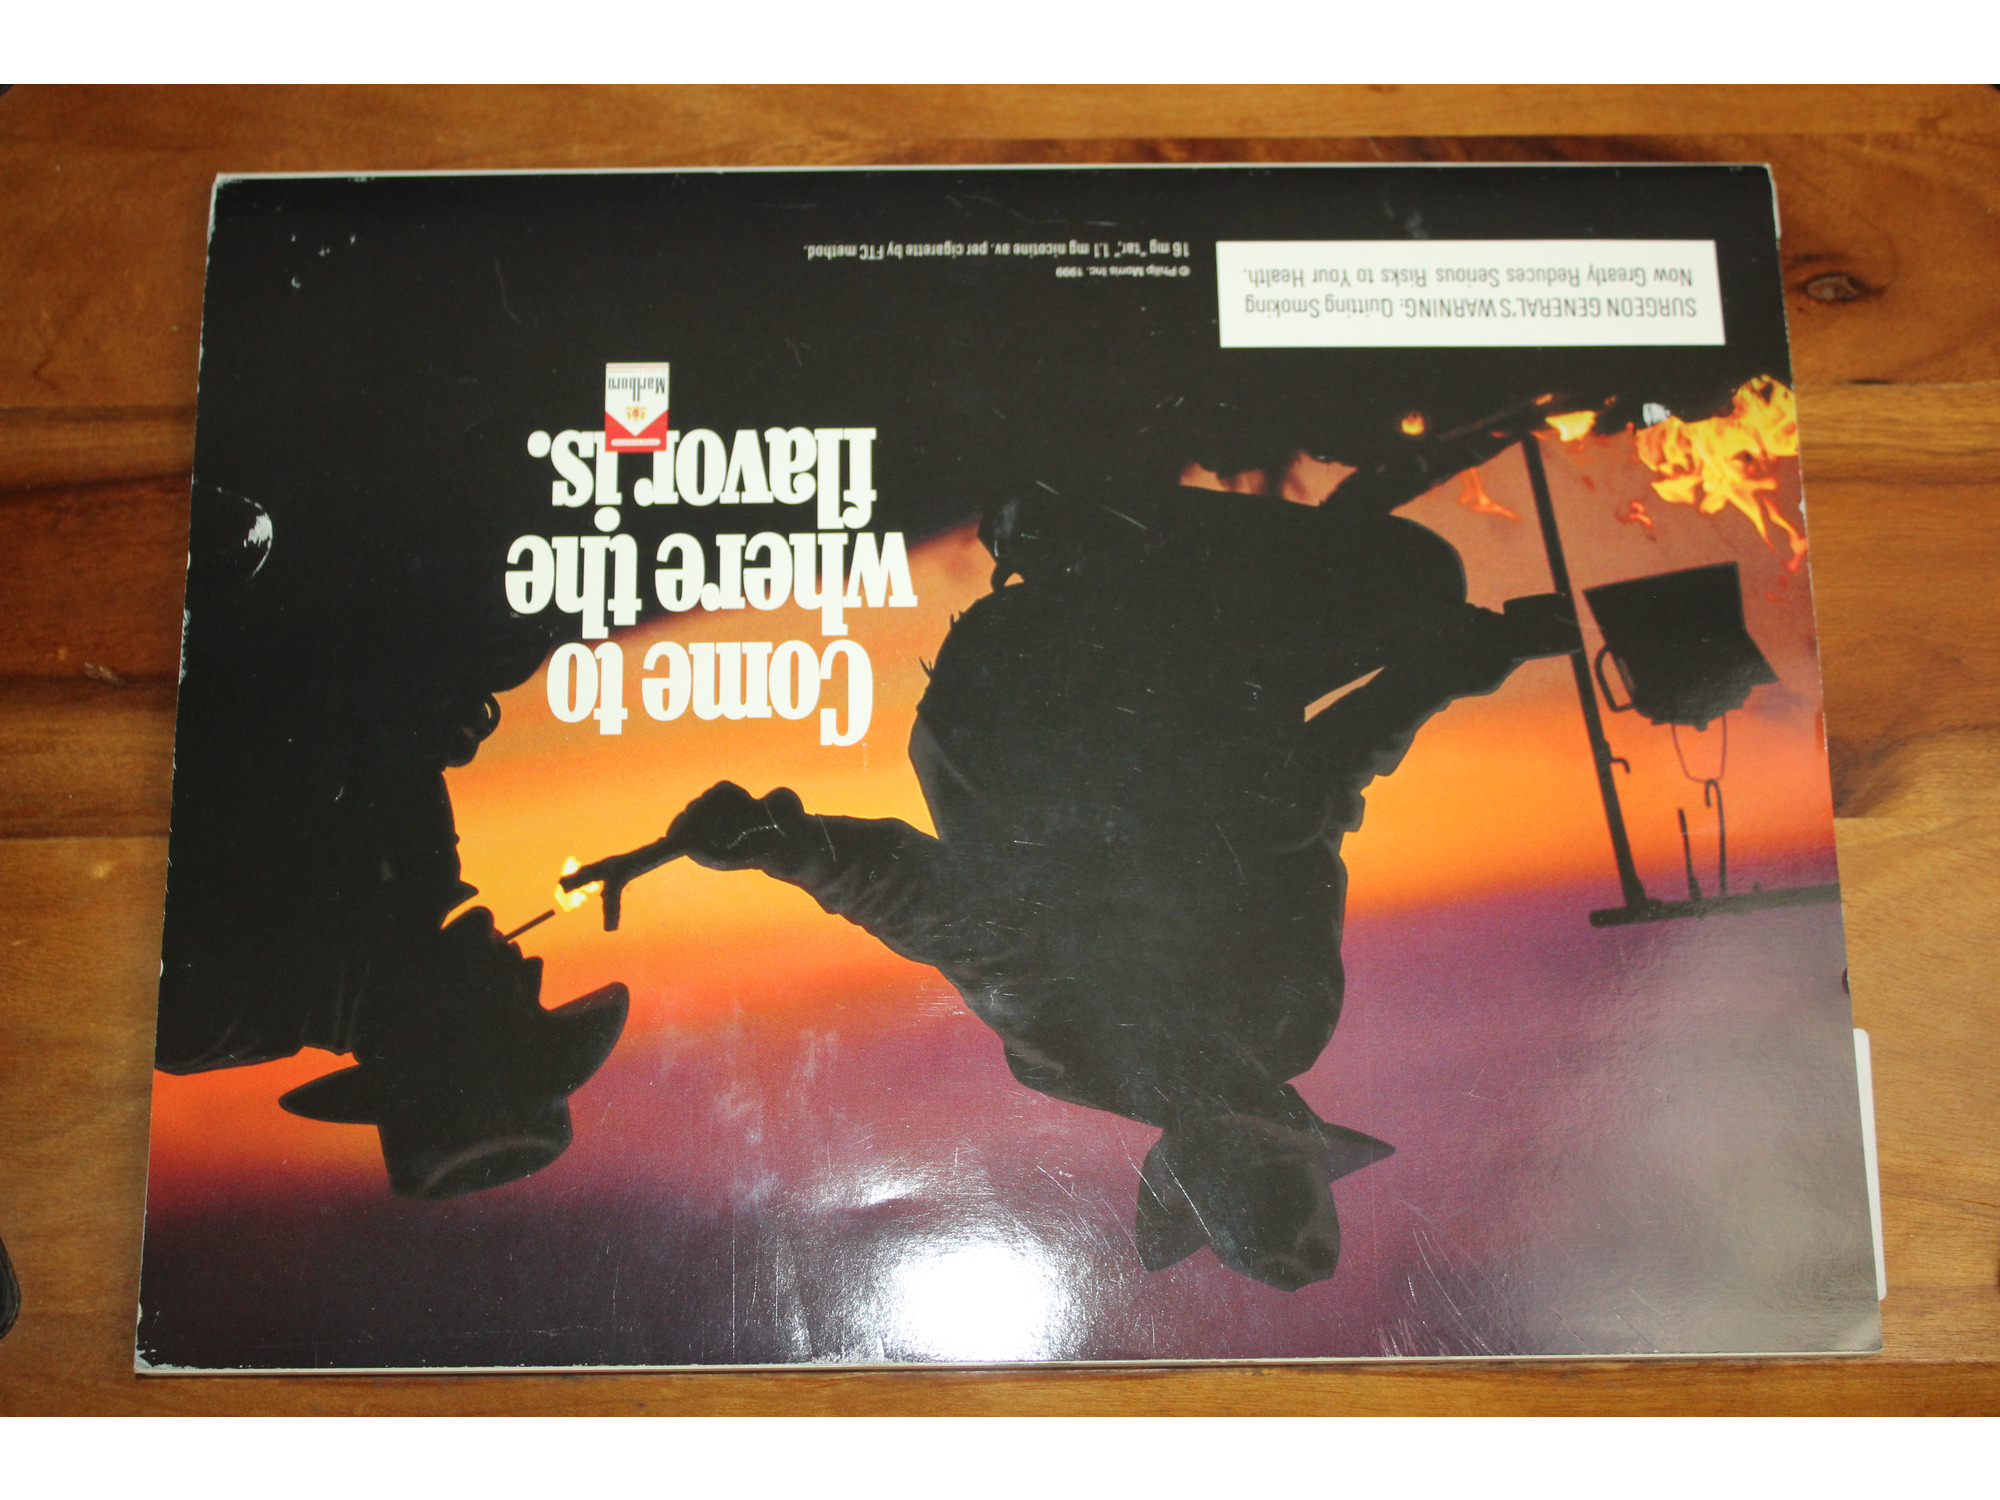 Come to
where the
flavor is.
Marlboro
SURGEON GENERAL'S WARNING: Quitting Smoking
Now Greatly Reduces Serious Risks to Your Health.
© Philip Morris Inc. 1999
16 mg "tar," 1.1 mg nicotine av. per cigarette by FTC method.